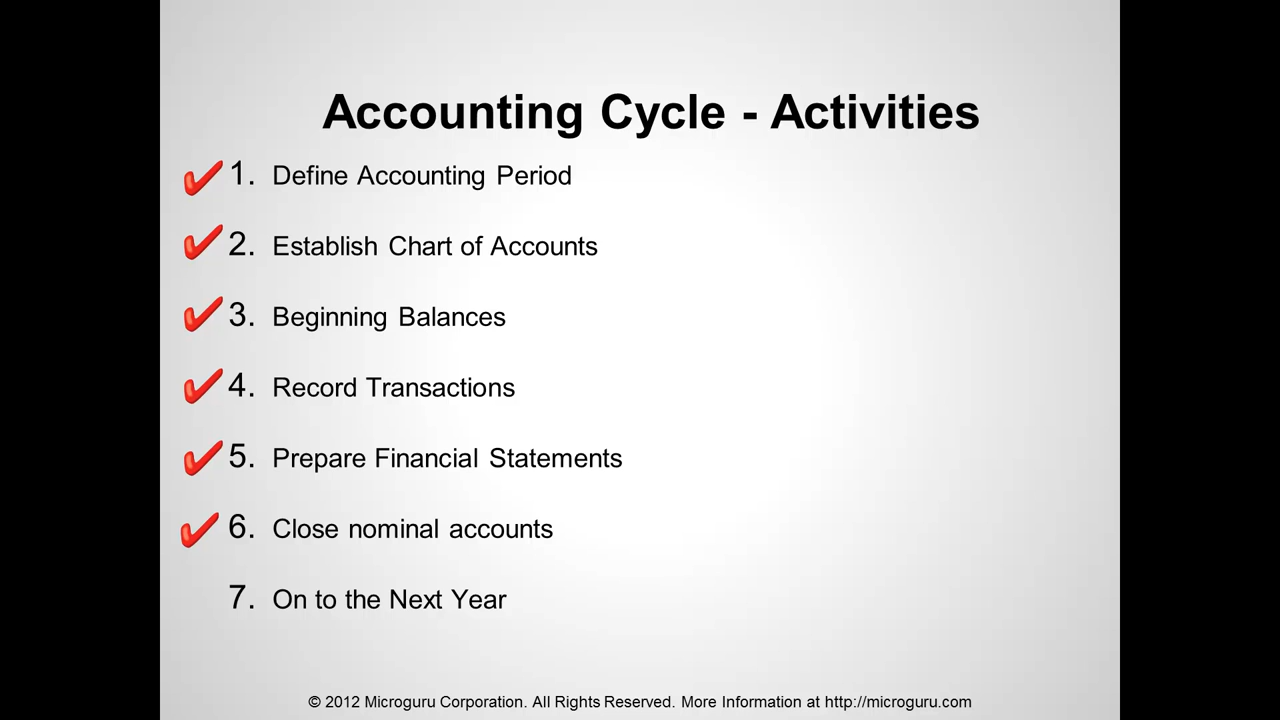 Accounting Cycle - Activities
1. Define Accounting Period
2. Establish Chart of Accounts
3. Beginning Balances
4. Record Transactions
5. Prepare Financial Statements
6. Close nominal accounts
7. On to the Next Year
© 2012 Microguru Corporation. All Rights Reserved. More Information at http://microguru.com